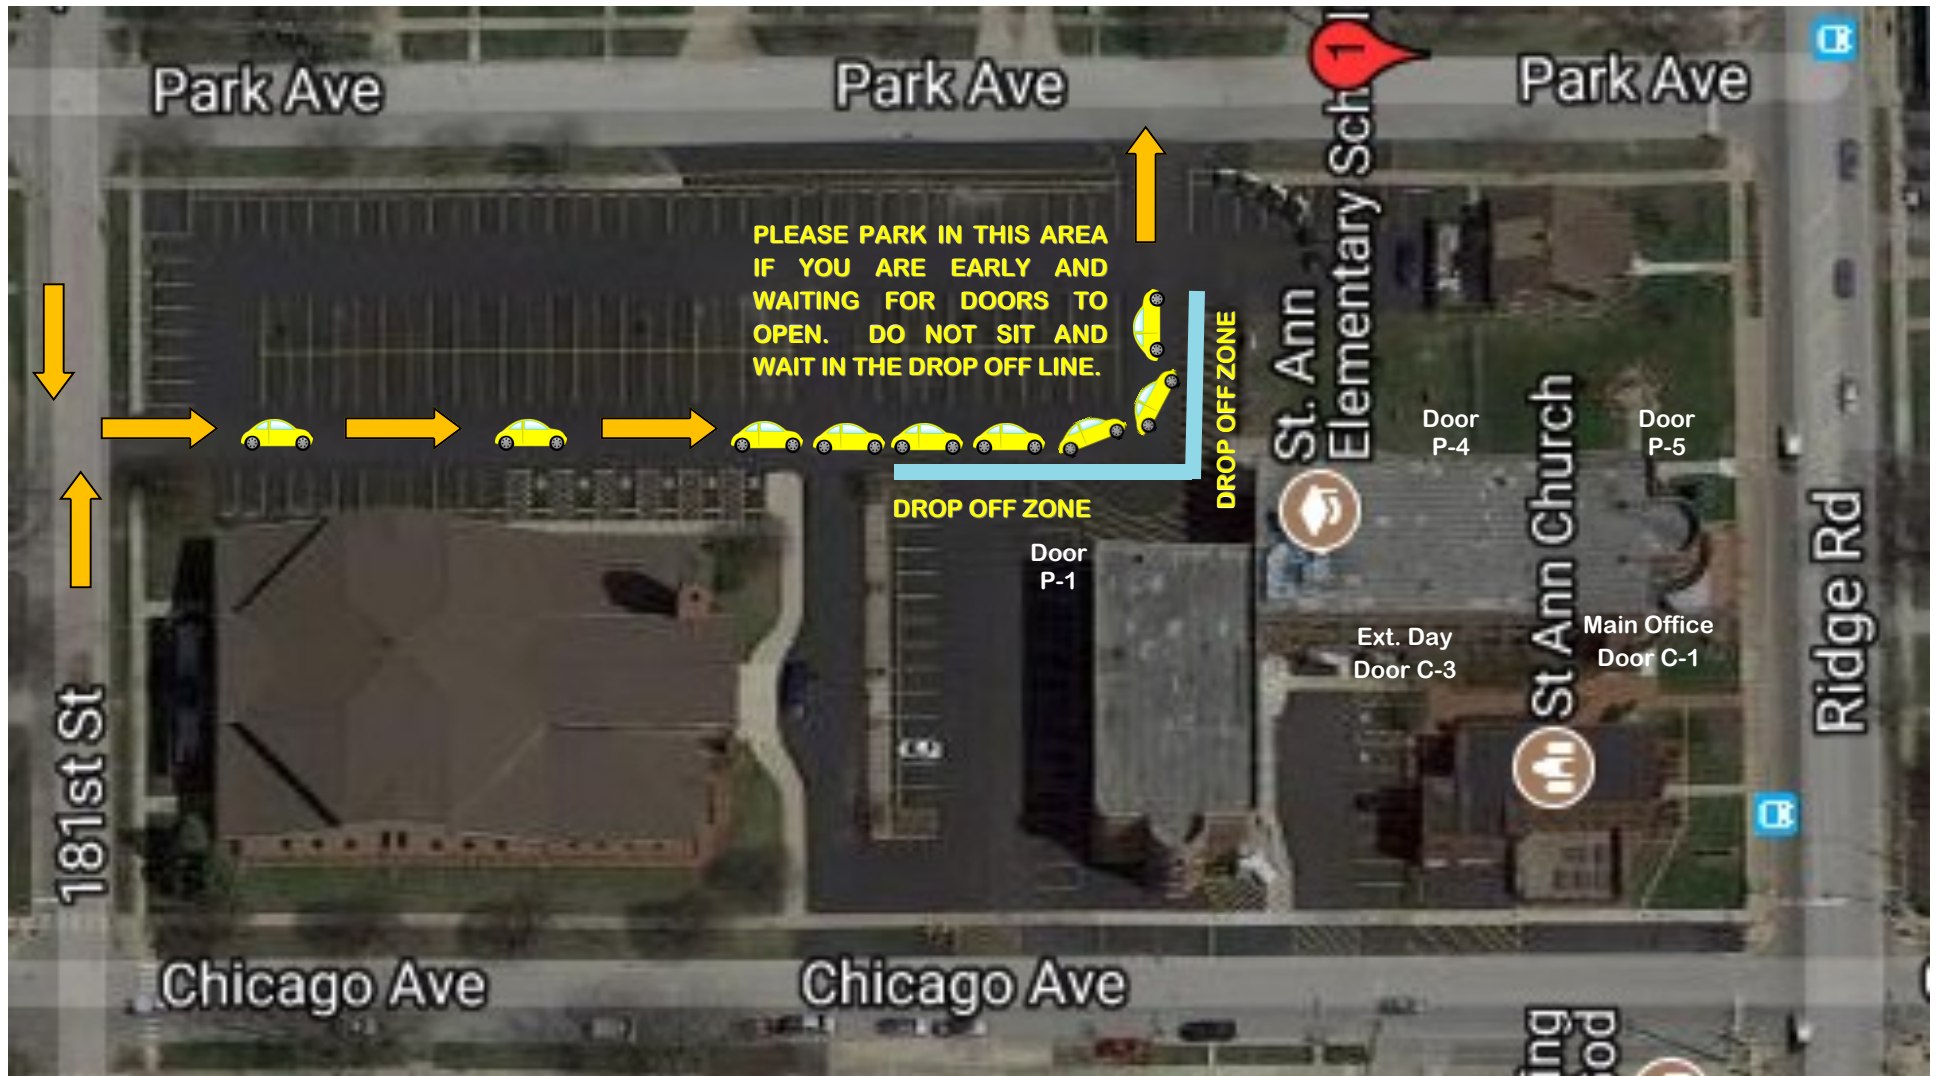 Park Ave
Park Ave
1
Park Ave
St. Ann
Elementary Sch
PLEASE PARK IN THIS AREA
IF YOU ARE EARLY AND
WAITING FOR DOORS TO
OPEN. DO NOT SIT AND
WAIT IN THE DROP OFF LINE.
DROP OFF ZONE
DROP OFF ZONE
Door
P-4
Door
P-5
Door
P-1
St Ann Church
Ext. Day
Door C-3
Main Office
Door C-1
Ridge Rd
181st St
Chicago Ave
Chicago Ave